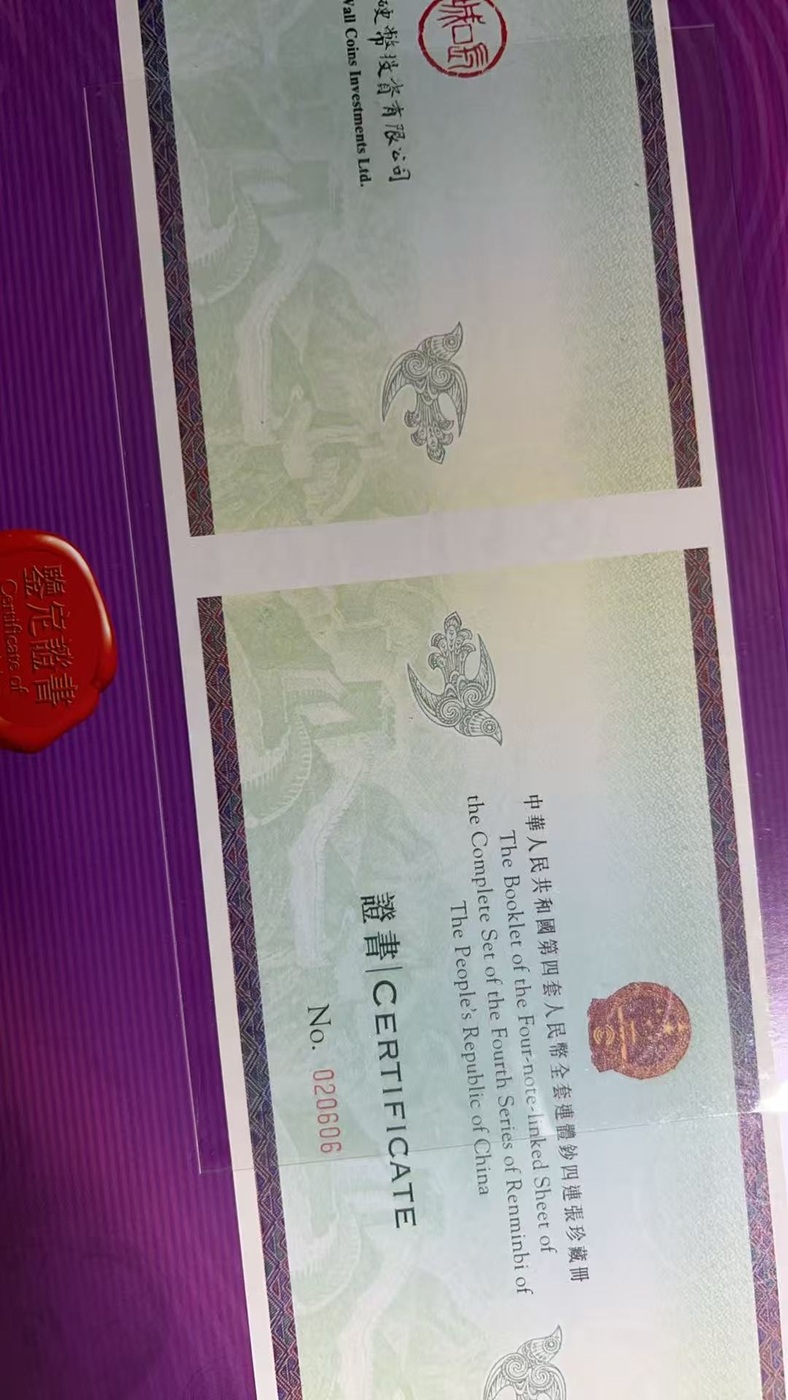 硬幣投資有限公司
Wall Coins Investments Ltd.
鑒定證書
Certificate of
中華人民共和國第四套人民幣全套連體鈔四連張珍藏冊
The Booklet of the Four-note-linked Sheet of
the Complete Set of the Fourth Series of Renminbi of
The People's Republic of China
證書|CERTIFICATE
No. 020606